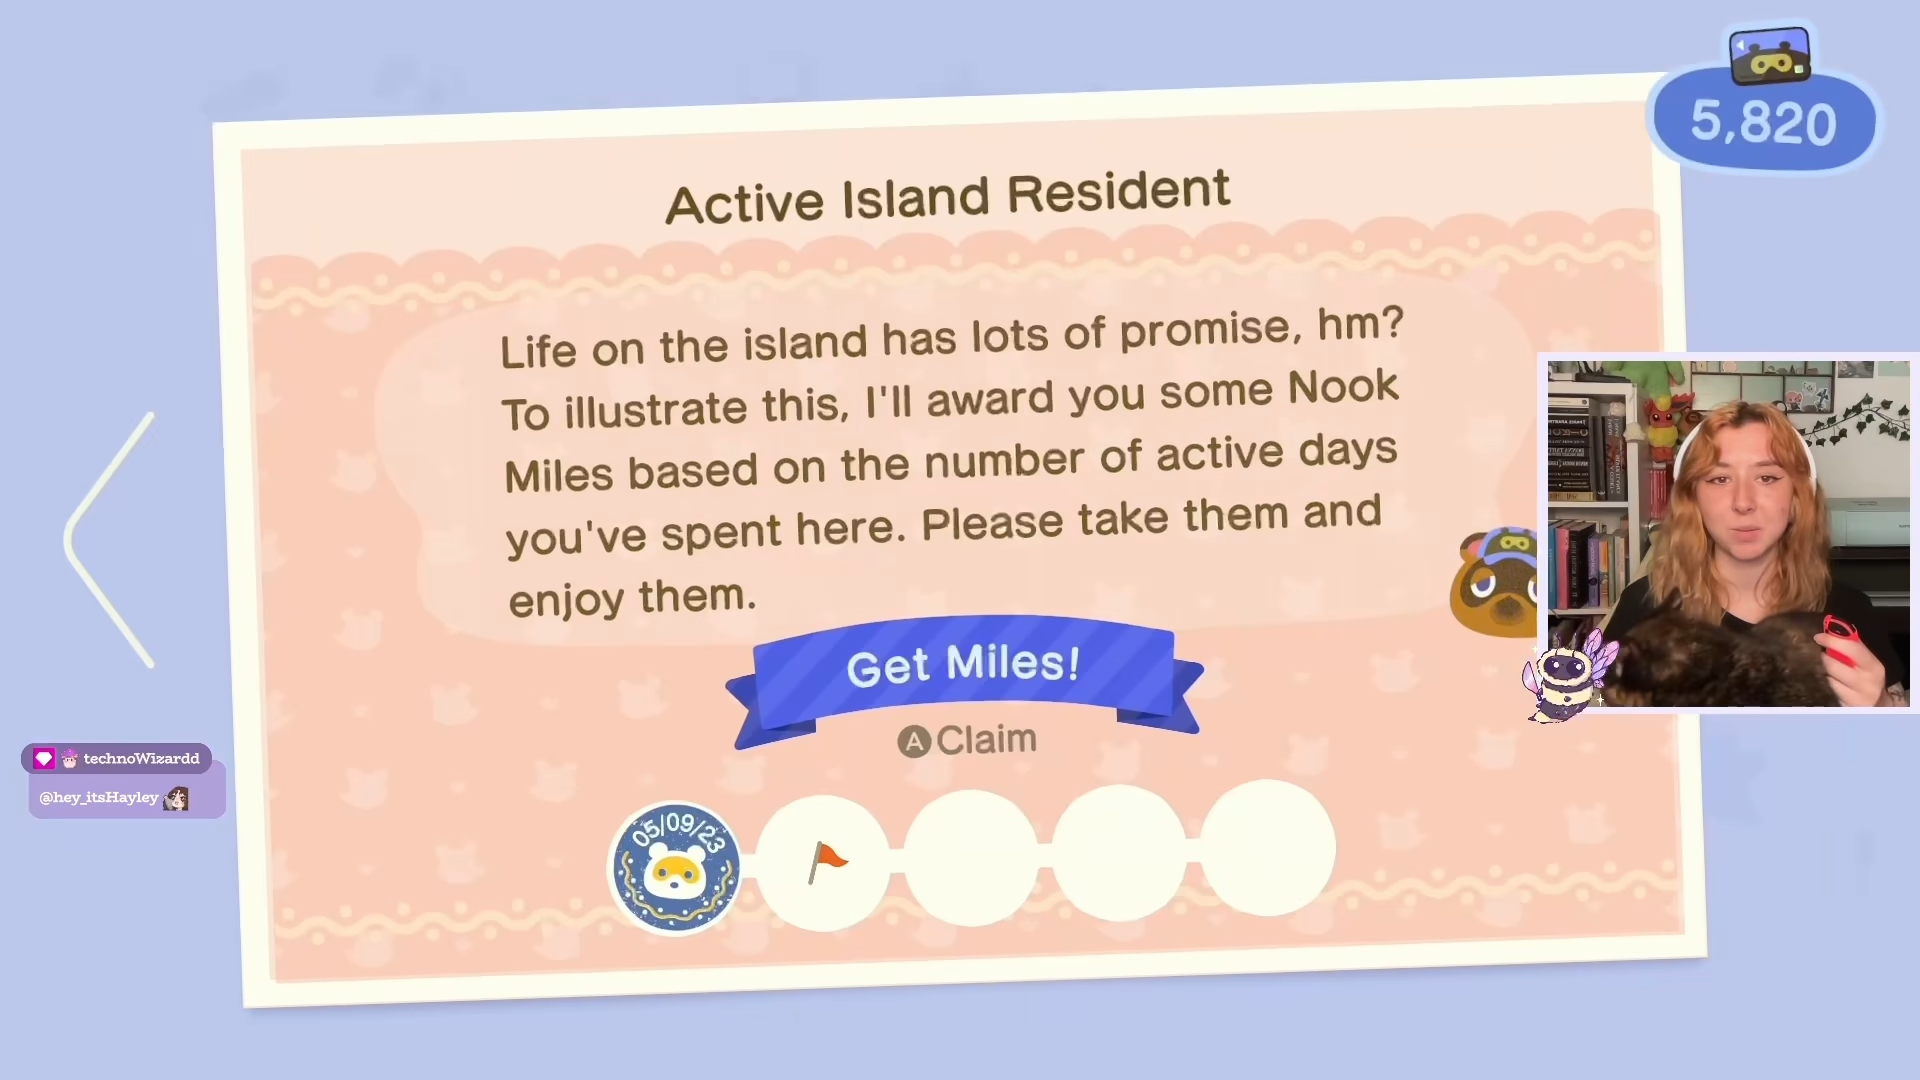 5,820
Active Island Resident
Life on the island has lots of promise, hm?
To illustrate this, I'll award you some Nook
Miles based on the number of active days
you've spent here. Please take them and
enjoy them.
Get Miles!
A Claim
technoWizardd
@hey_itsHayley
05/09/23